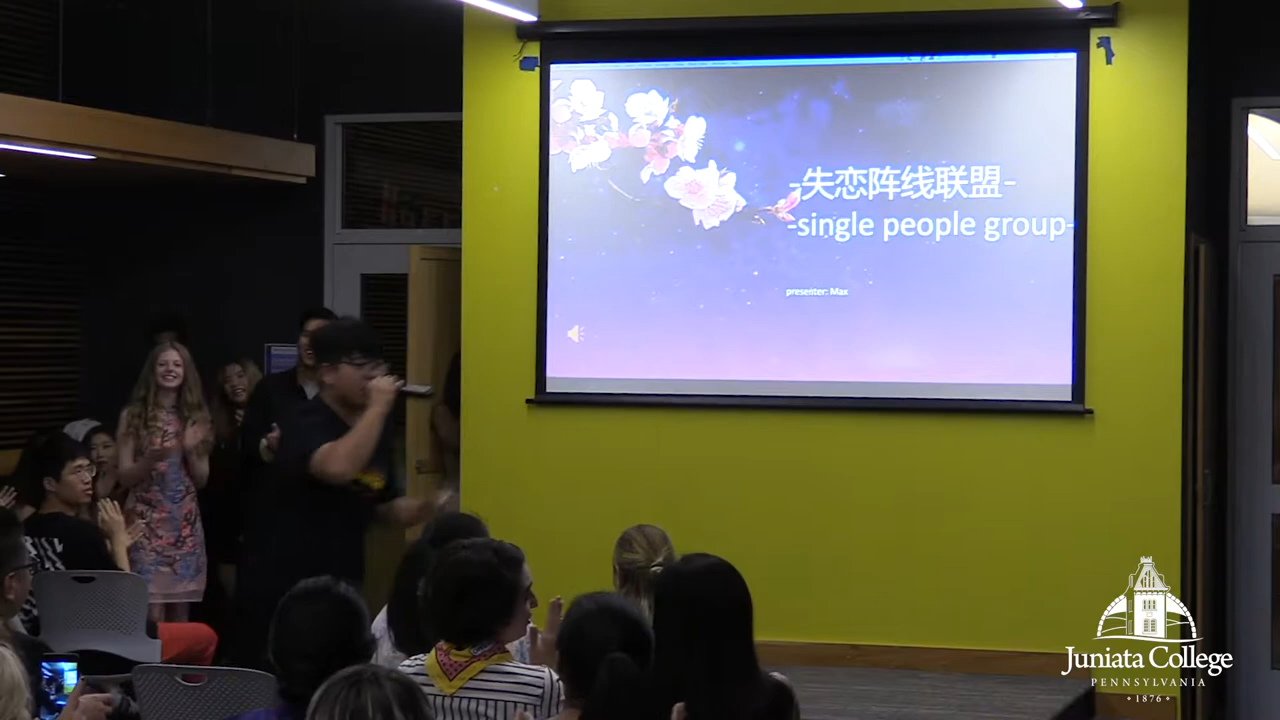 -失恋阵线联盟-
-single people group-
presenter: Max
Juniata College
PENNSYLVANIA
• 1876 •